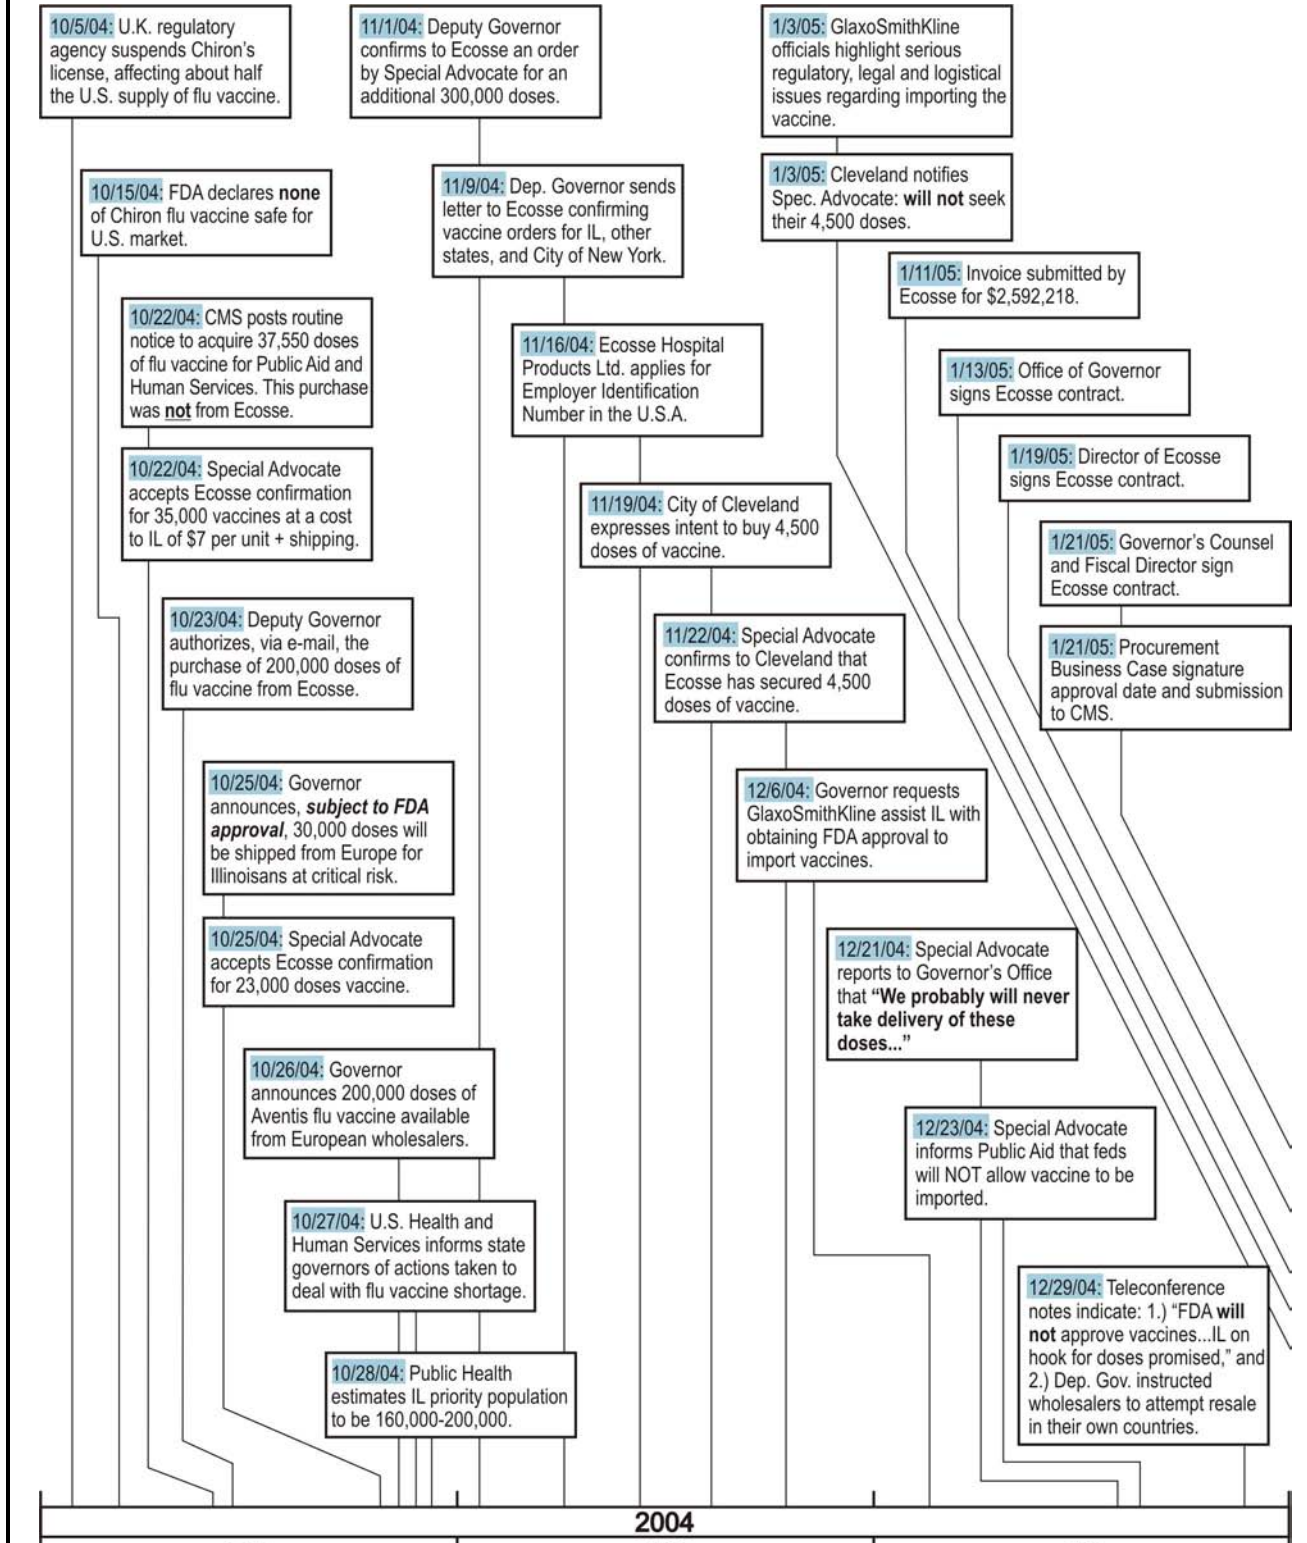 10/5/04: U.K. regulatory
agency suspends Chiron's
license, affecting about half
the U.S. supply of flu vaccine.
10/15/04: FDA declares none
of Chiron flu vaccine safe for
U.S. market.
10/22/04: CMS posts routine
notice to acquire 37,550 doses
of flu vaccine for Public Aid and
Human Services. This purchase
was not from Ecosse.
10/22/04: Special Advocate
accepts Ecosse confirmation
for 35,000 vaccines at a cost
to IL of $7 per unit + shipping.
10/23/04: Deputy Governor
authorizes, via e-mail, the
purchase of 200,000 doses of
flu vaccine from Ecosse.
10/25/04: Governor
announces, subject to FDA
approval, 30,000 doses will
be shipped from Europe for
Illinoisans at critical risk.
10/25/04: Special Advocate
accepts Ecosse confirmation
for 23,000 doses vaccine.
10/26/04: Governor
announces 200,000 doses of
Aventis flu vaccine available
from European wholesalers.
10/27/04: U.S. Health and
Human Services informs state
governors of actions taken to
deal with flu vaccine shortage.
10/28/04: Public Health
estimates IL priority population
to be 160,000-200,000.
11/1/04: Deputy Governor
confirms to Ecosse an order
by Special Advocate for an
additional 300,000 doses.
11/9/04: Dep. Governor sends
letter to Ecosse confirming
vaccine orders for IL, other
states, and City of New York.
11/16/04: Ecosse Hospital
Products Ltd. applies for
Employer Identification
Number in the U.S.A.
11/19/04: City of Cleveland
expresses intent to buy 4,500
doses of vaccine.
11/22/04: Special Advocate
confirms to Cleveland that
Ecosse has secured 4,500
doses of vaccine.
12/6/04: Governor requests
GlaxoSmithKline assist IL with
obtaining FDA approval to
import vaccines.
12/21/04: Special Advocate
reports to Governor's Office
that “We probably will never
take delivery of these
doses...”
12/23/04: Special Advocate
informs Public Aid that feds
will NOT allow vaccine to be
imported.
12/29/04: Teleconference
notes indicate: 1.) “FDA will
not approve vaccines...IL on
hook for doses promised,” and
2.) Dep. Gov. instructed
wholesalers to attempt resale
in their own countries.
1/3/05: GlaxoSmithKline
officials highlight serious
regulatory, legal and logistical
issues regarding importing the
vaccine.
1/3/05: Cleveland notifies
Spec. Advocate: will not seek
their 4,500 doses.
1/11/05: Invoice submitted by
Ecosse for $2,592,218.
1/13/05: Office of Governor
signs Ecosse contract.
1/19/05: Director of Ecosse
signs Ecosse contract.
1/21/05: Governor's Counsel
and Fiscal Director sign
Ecosse contract.
1/21/05: Procurement
Business Case signature
approval date and submission
to CMS.
2004